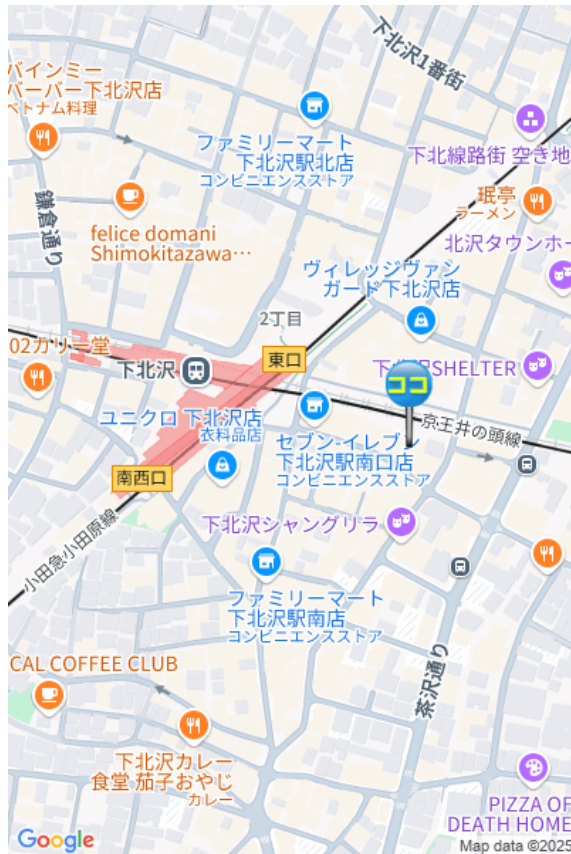 下北沢1番街
バインミー
バーバー下北沢店
ベトナム料理
ファミリーマート
下北沢駅北店
コンビニエンスストア
下北線路街 空き地
珉亭
ラーメン
鎌倉通り
felice domani
Shimokitazawa…
北沢タウンホー
ヴィレッジヴァン
ガード下北沢店
2丁目
02カリー堂
東口
下北沢
下北沢SHELTER
ココ
ユニクロ 下北沢店
衣料品店
京王井の頭線
セブン-イレブン
下北沢駅南口店
コンビニエンスストア
南西口
下北沢シャングリラ
小田急小田原線
ファミリーマート
下北沢駅南店
コンビニエンスストア
茶沢通り
CAL COFFEE CLUB
下北沢カレー
食堂 茄子おやじ
カレー
PIZZA OF
DEATH HOME
Google
Map data ©2025